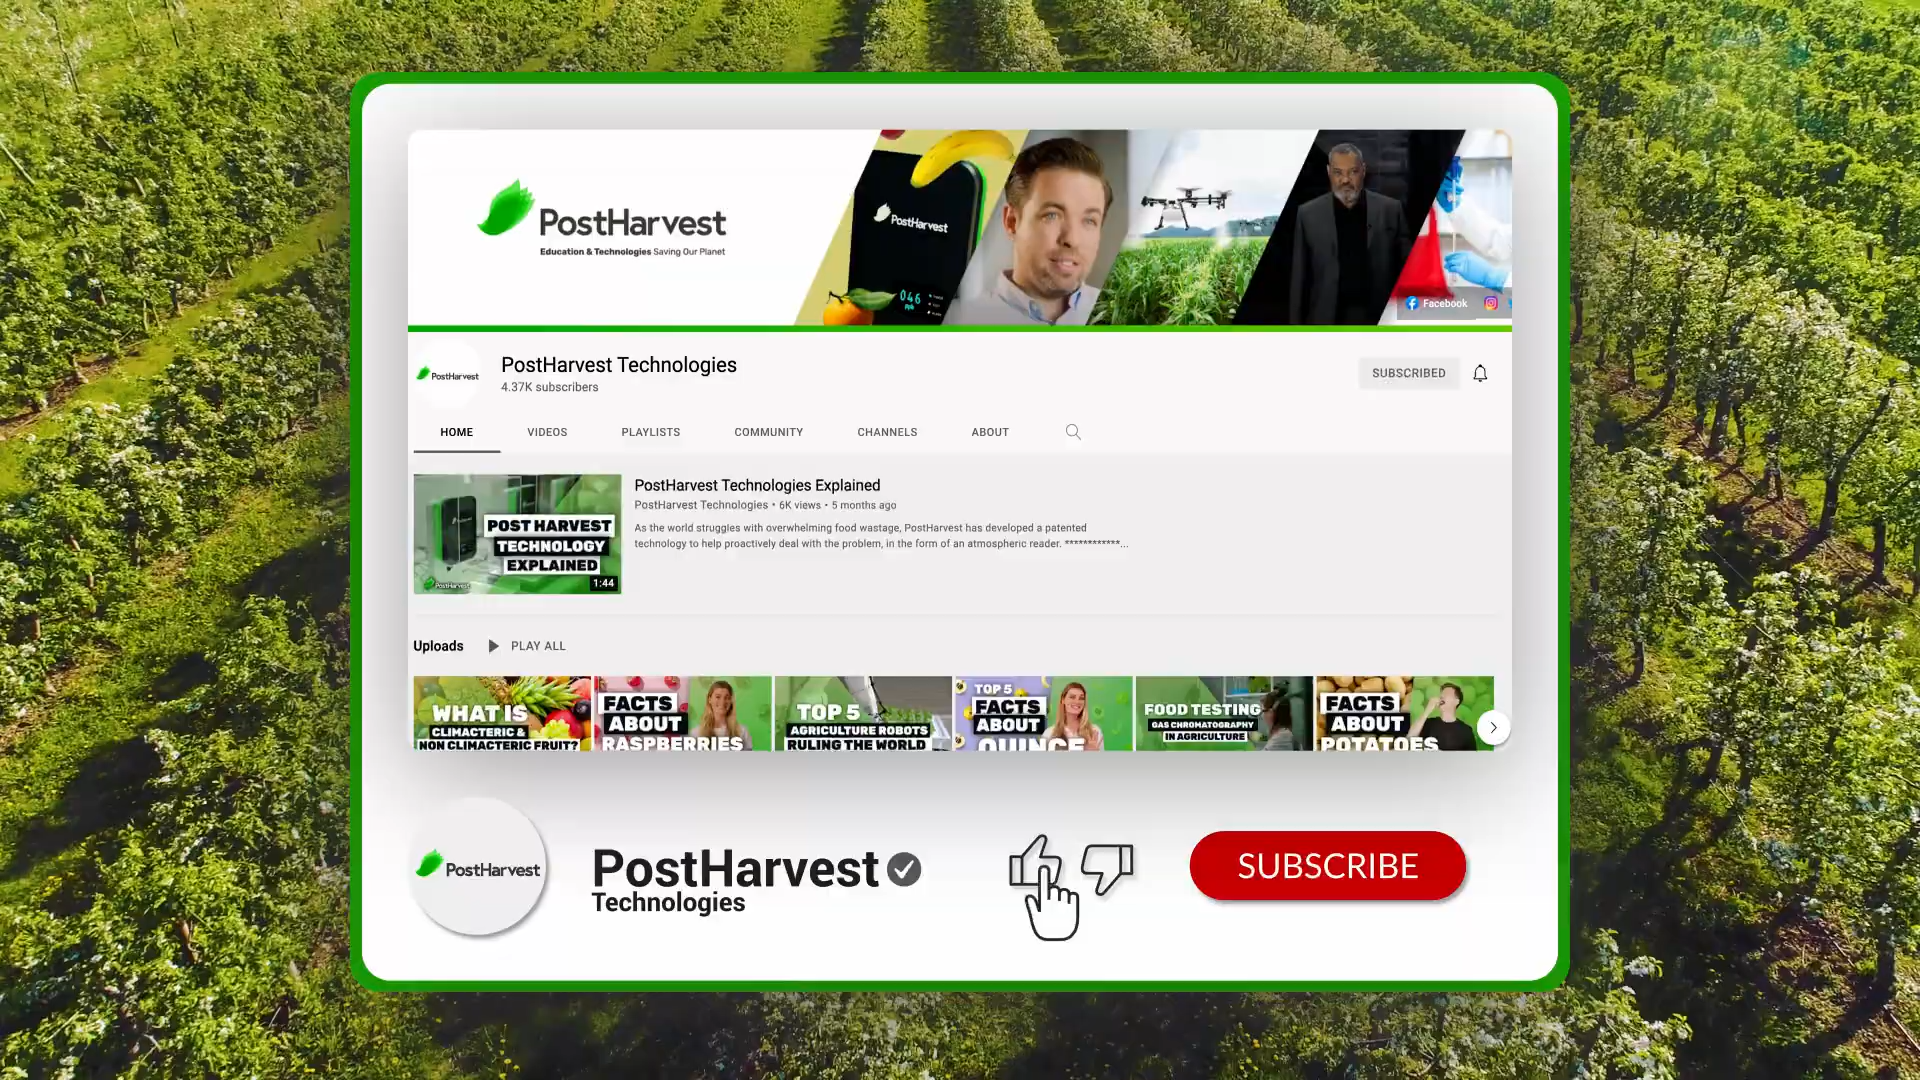 PostHarvest
Education & Technologies Saving Our Planet
PostHarvest
046
Facebook
PostHarvest
PostHarvest Technologies
4.37K subscribers
SUBSCRIBED
HOME VIDEOS PLAYLISTS COMMUNITY CHANNELS ABOUT
POST HARVEST
TECHNOLOGY
EXPLAINED
PostHarvest
1:44
PostHarvest Technologies Explained
PostHarvest Technologies • 6K views • 5 months ago
As the world struggles with overwhelming food wastage, PostHarvest has developed a patented
technology to help proactively deal with the problem, in the form of an atmospheric reader. ************...
Uploads PLAY ALL
WHAT IS
CLIMACTERIC &
NON CLIMACTERIC FRUIT?
FACTS
ABOUT
RASPBERRIES
TOP 5
AGRICULTURE ROBOTS
RULING THE WORLD
TOP 5
FACTS
ABOUT
QUINCE
FOOD TESTING
GAS CHROMATOGRAPHY
IN AGRICULTURE
FACTS
ABOUT
POTATOES
PostHarvest
PostHarvest
Technologies
SUBSCRIBE